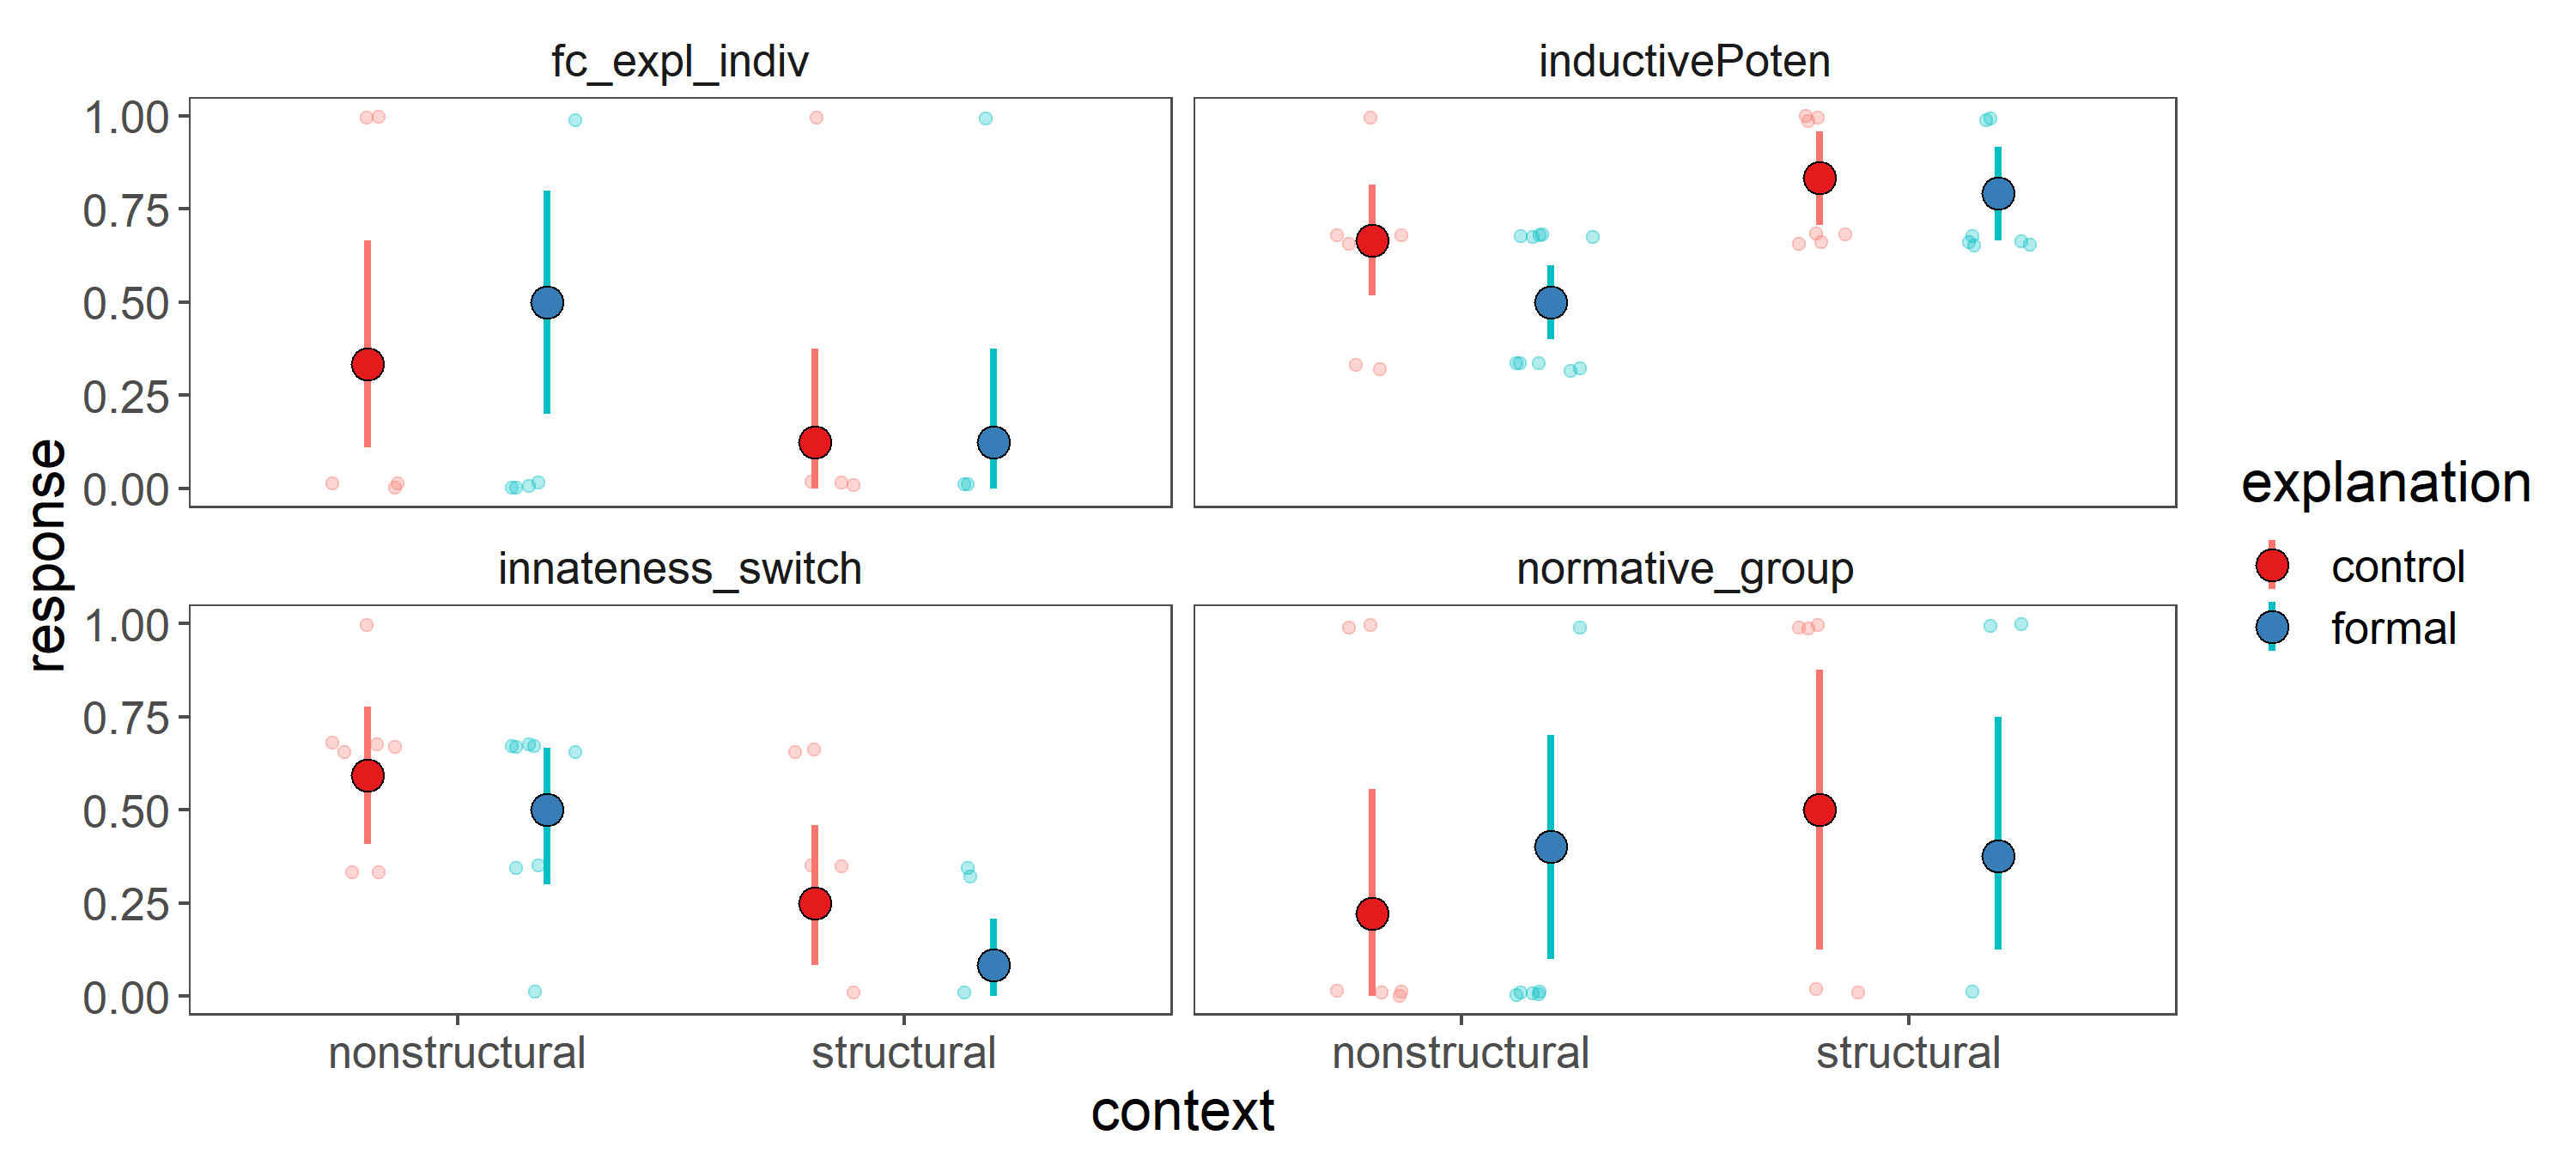 fc_expl_indiv
inductivePoten
1.00
0.75
0.50
0.25
0.00
innateness_switch
normative_group
1.00
0.75
0.50
0.25
0.00
nonstructural
structural
nonstructural
structural
response
context
explanation
control
formal